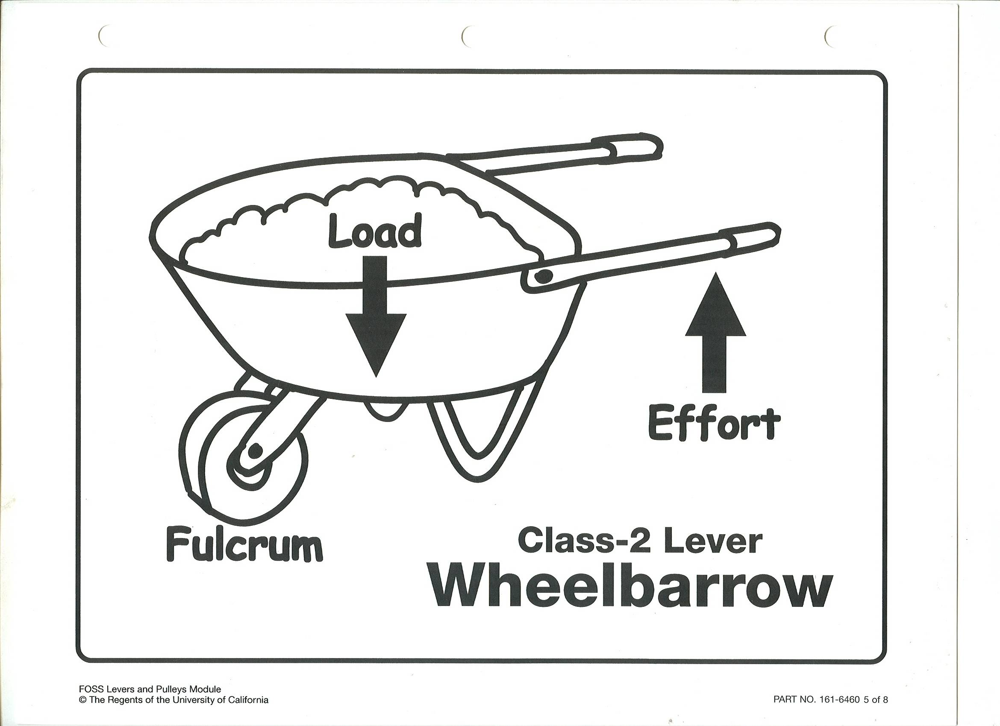 Load
Effort
Fulcrum
Class-2 Lever
Wheelbarrow
FOSS Levers and Pulleys Module
© The Regents of the University of California
PART NO. 161-6460 5 of 8